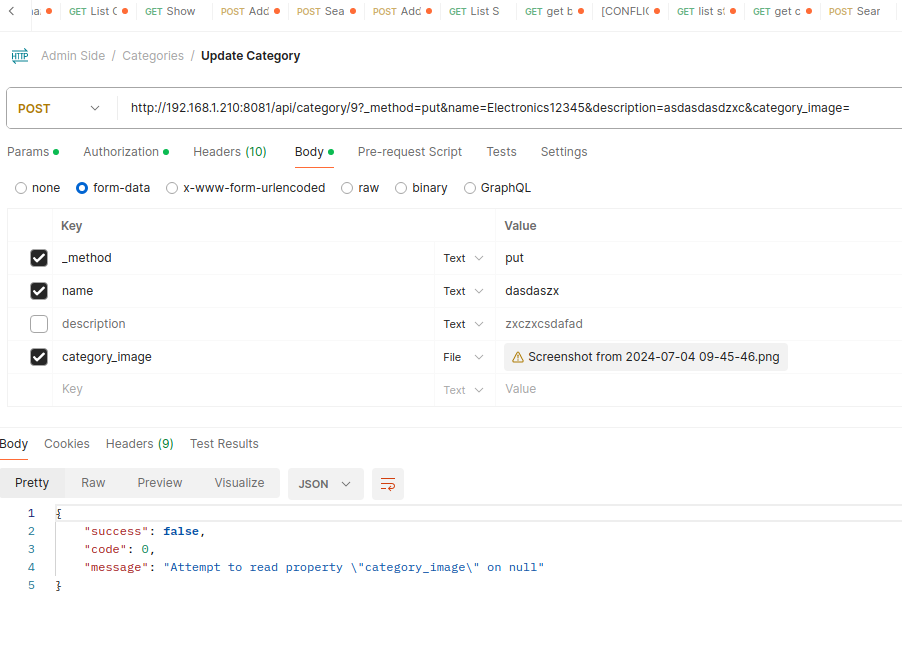 GET List GET Show POST Add POST Sea POST Add GET List S GET get b [CONFLIC GET list st GET get c POST Sear
HTTP Admin Side / Categories / Update Category
POST http://192.168.1.210:8081/api/category/9?_method=put&name=Electronics12345&description=asdasdasdzxc&category_image=
Params Authorization Headers (10) Body Pre-request Script Tests Settings
none form-data x-www-form-urlencoded raw binary GraphQL
Key Value
_method Text put
name Text dasdaszx
description Text zxczxcsdafad
category_image File Screenshot from 2024-07-04 09-45-46.png
Key Text Value
Body Cookies Headers (9) Test Results
Pretty Raw Preview Visualize JSON
1 {
2 "success": false,
3 "code": 0,
4 "message": "Attempt to read property \"category_image\" on null"
5 }